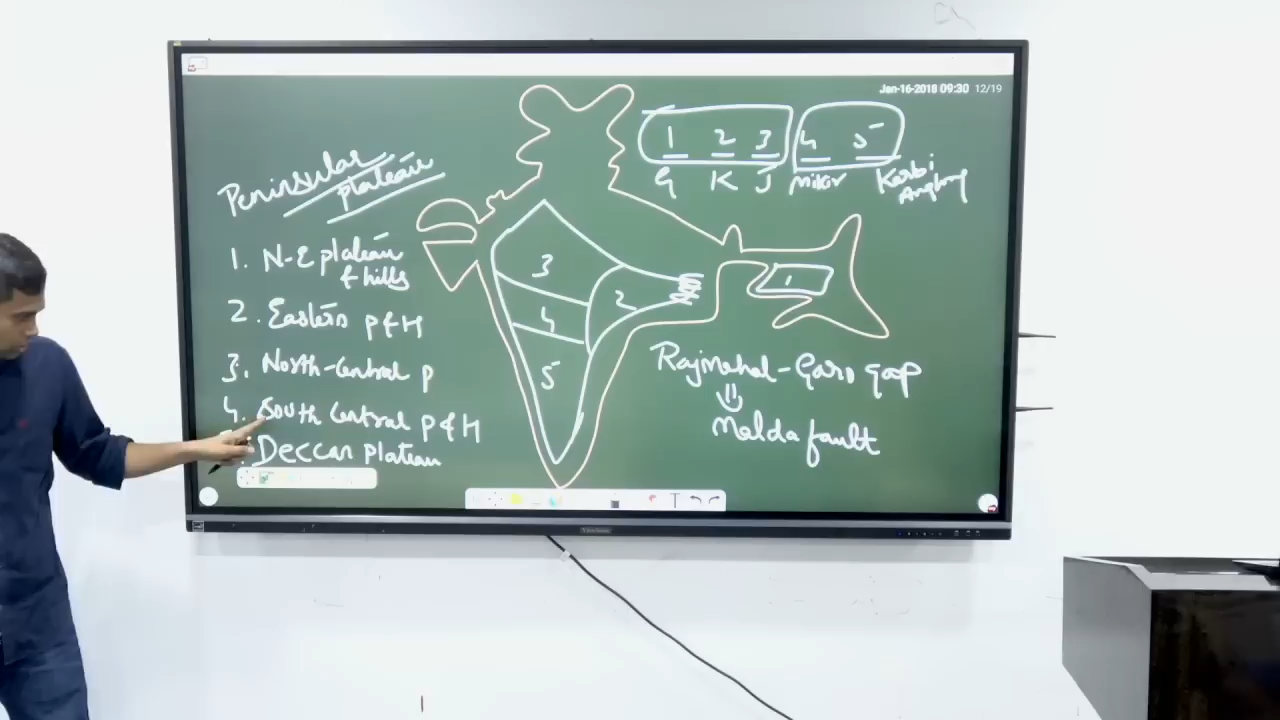 Jan-16-2018 09:30 12/19
1 2 3 4 5
G K J Mikir Karbi
Anglong
Peninsular
plateau
1. N-E plateau
& hills
2. Eastern P & H
3. North-Central P
4. South Central P & H
Deccan plateau
3
2
4
5
1
Rajmahal-Garo gap
Malda fault
T